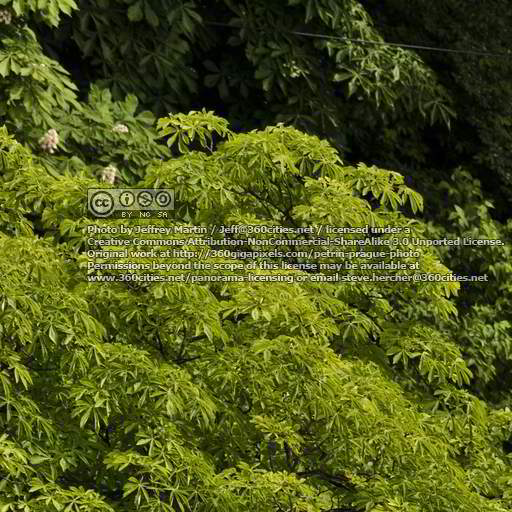 cc
BY NC SA
Photo by Jeffrey Martin / Jeff@360cities.net / licensed under a
Creative Commons Attribution-NonCommercial-ShareAlike 3.0 Unported License.
Original work at http://360gigapixels.com/petrin-prague-photo
Permissions beyond the scope of this license may be available at
www.360cities.net/panorama-licensing or email steve.hercher@360cities.net